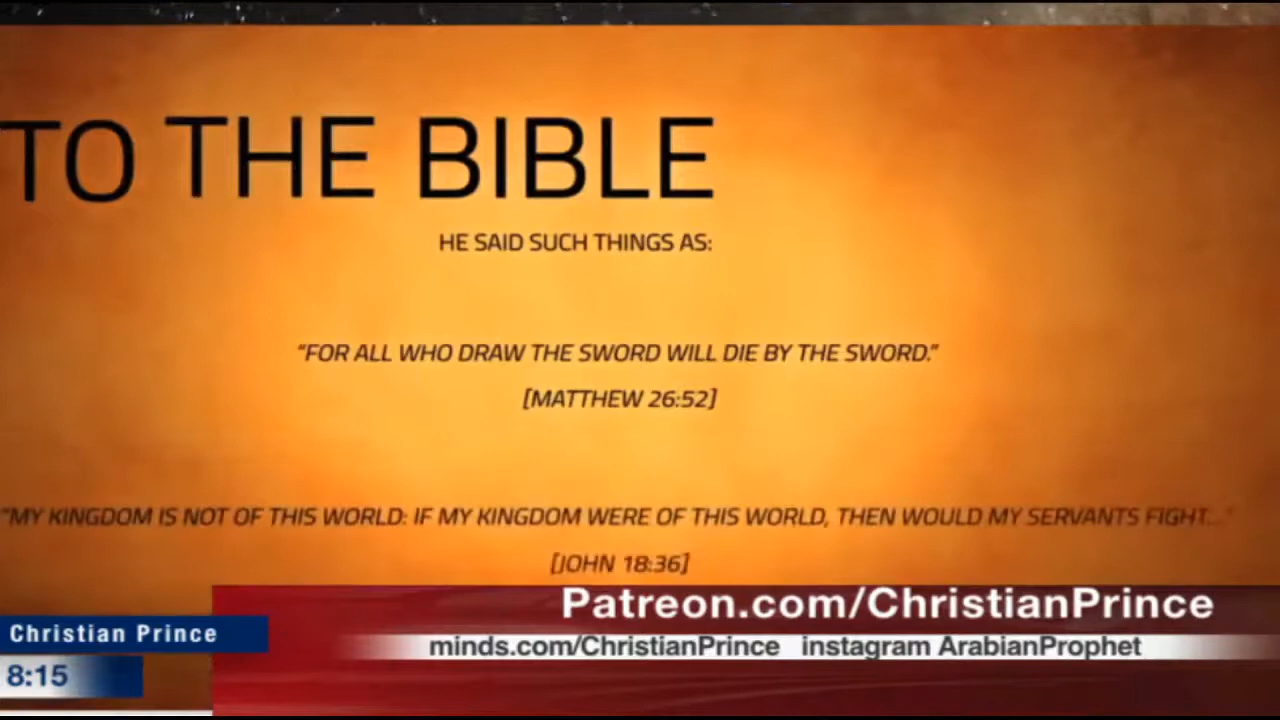 TO THE BIBLE
HE SAID SUCH THINGS AS:
“FOR ALL WHO DRAW THE SWORD WILL DIE BY THE SWORD.”
[MATTHEW 26:52]
“MY KINGDOM IS NOT OF THIS WORLD: IF MY KINGDOM WERE OF THIS WORLD, THEN WOULD MY SERVANTS FIGHT...”
[JOHN 18:36]
Patreon.com/ChristianPrince
Christian Prince
minds.com/ChristianPrince instagram ArabianProphet
8:15